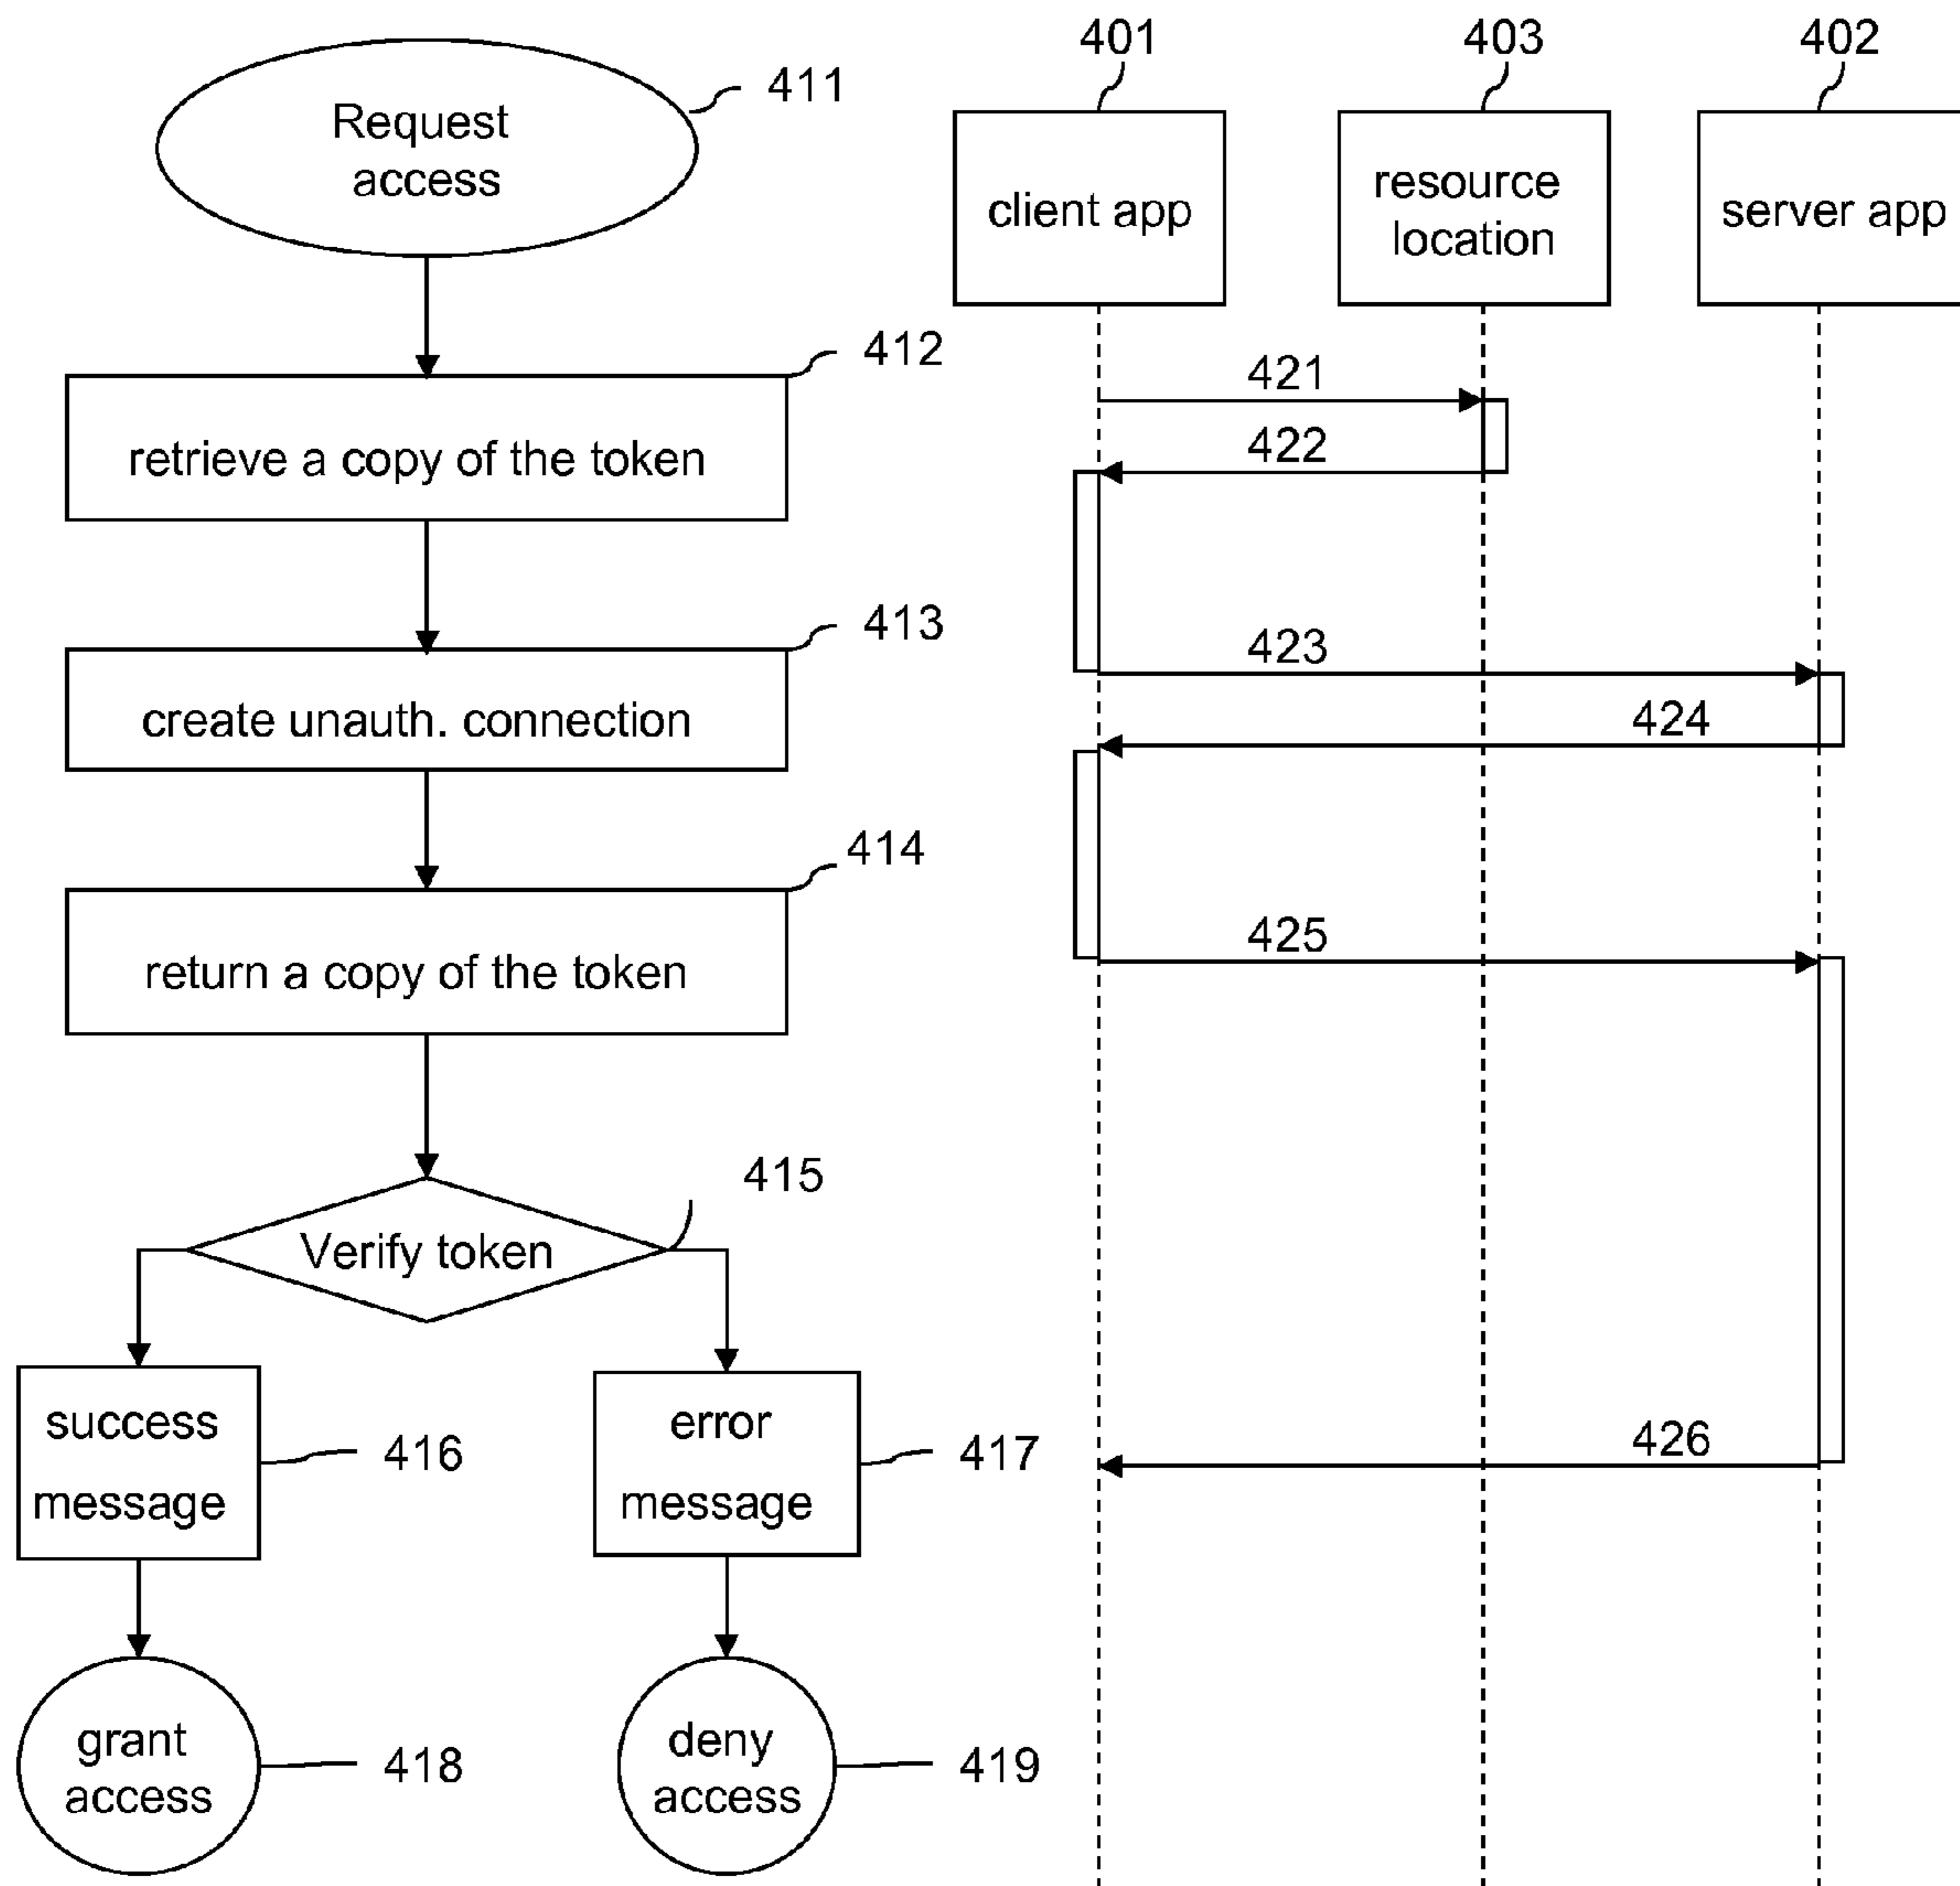 Request
access
411
retrieve a copy of the token
412
create unauth. connection
413
return a copy of the token
414
Verify token
415
success
message
416
error
message
417
grant
access
418
deny
access
419
401
403
402
client app
resource
location
server app
421
422
423
424
425
426